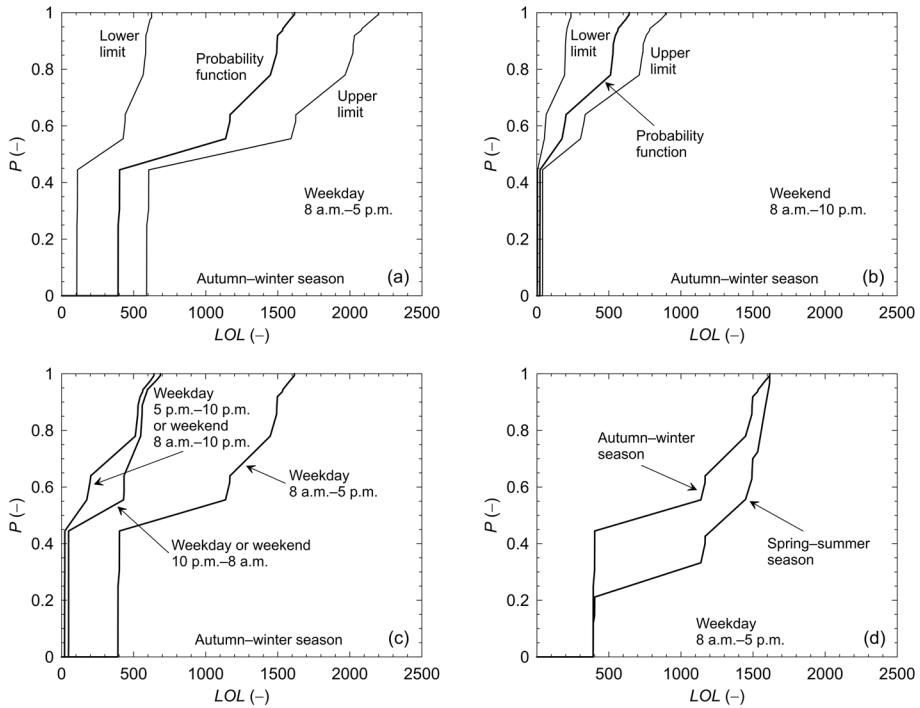 1
0.8
0.6
0.4
0.2
0
P (–)
Lower
limit
Probability
function
Upper
limit
Weekday
8 a.m.–5 p.m.
Autumn–winter season
(a)
0 500 1000 1500 2000 2500
LOL (–)
1
0.8
0.6
0.4
0.2
0
P (–)
Lower
limit
Upper
limit
Probability
function
Weekend
8 a.m.–10 p.m.
Autumn–winter season
(b)
0 500 1000 1500 2000 2500
LOL (–)
1
0.8
0.6
0.4
0.2
0
P (–)
Weekday
5 p.m.–10 p.m.
or weekend
8 a.m.–10 p.m.
Weekday
8 a.m.–5 p.m.
Weekday or weekend
10 p.m.–8 a.m.
Autumn–winter season
(c)
0 500 1000 1500 2000 2500
LOL (–)
1
0.8
0.6
0.4
0.2
0
P (–)
Autumn–winter
season
Spring–summer
season
Weekday
8 a.m.–5 p.m.
(d)
0 500 1000 1500 2000 2500
LOL (–)